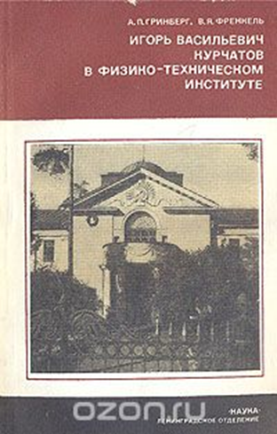 А.П.ГРИНБЕРГ, В.Я.ФРЕНКЕЛЬ
ИГОРЬ ВАСИЛЬЕВИЧ
КУРЧАТОВ
В ФИЗИКО-ТЕХНИЧЕСКОМ
ИНСТИТУТЕ
«НАУКА»
ЛЕНИНГРАДСКОЕ ОТДЕЛЕНИЕ
ozon.ru